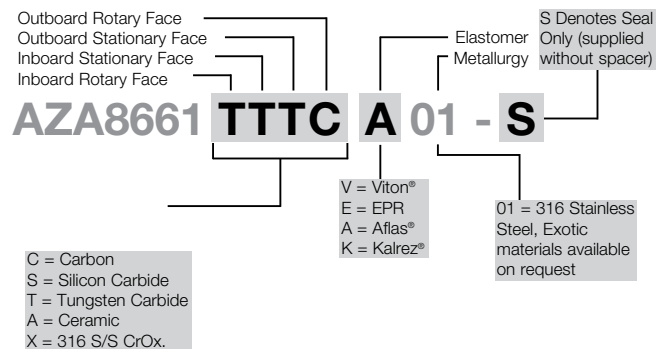 Outboard Rotary Face
Outboard Stationary Face
Inboard Stationary Face
Inboard Rotary Face
Elastomer
Metallurgy
S Denotes Seal
Only (supplied
without spacer)
AZA8661 TTTC A 01 - S
V = Viton®
E = EPR
A = Aflas®
K = Kalrez®
01 = 316 Stainless
Steel, Exotic
materials available
on request
C = Carbon
S = Silicon Carbide
T = Tungsten Carbide
A = Ceramic
X = 316 S/S CrOx.